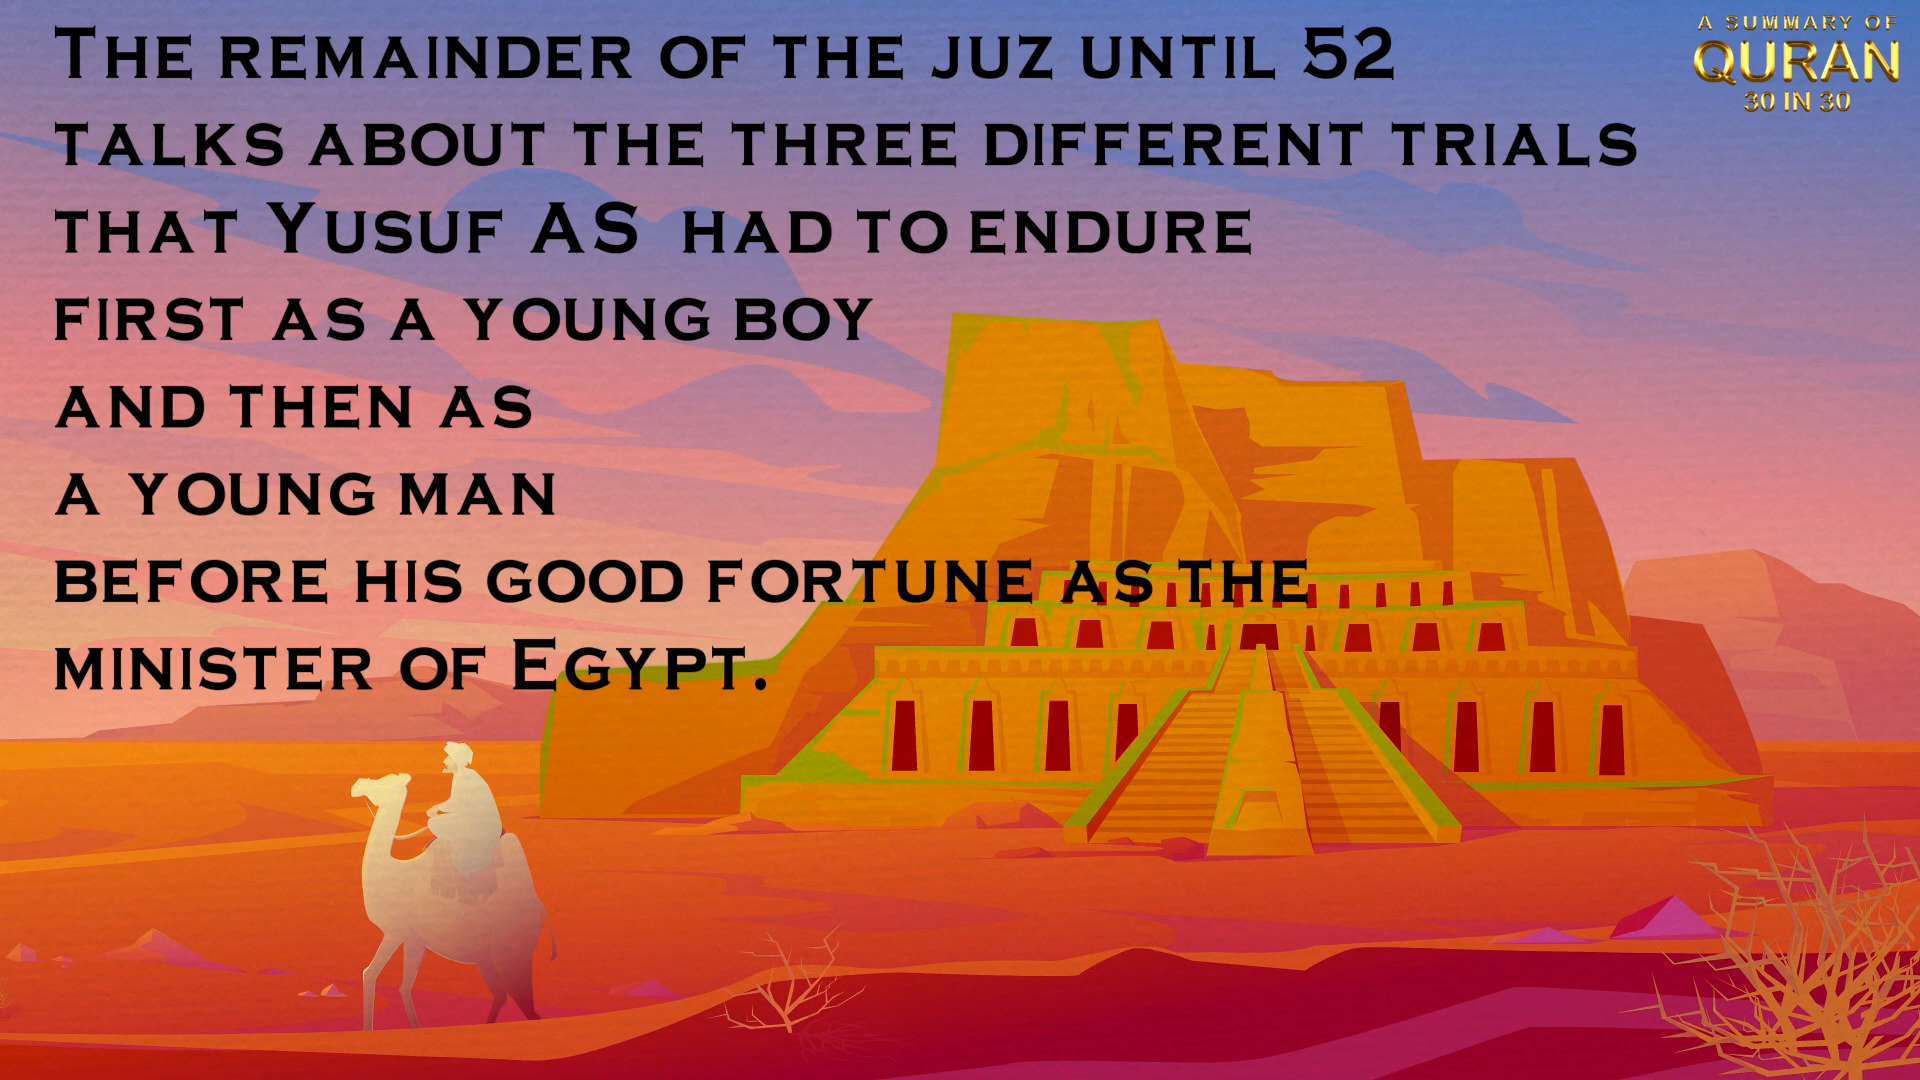 The remainder of the juz until 52
talks about the three different trials
that Yusuf AS had to endure
first as a young boy
and then as
a young man
before his good fortune as the
minister of Egypt.
A SUMMARY OF
QURAN
30 IN 30